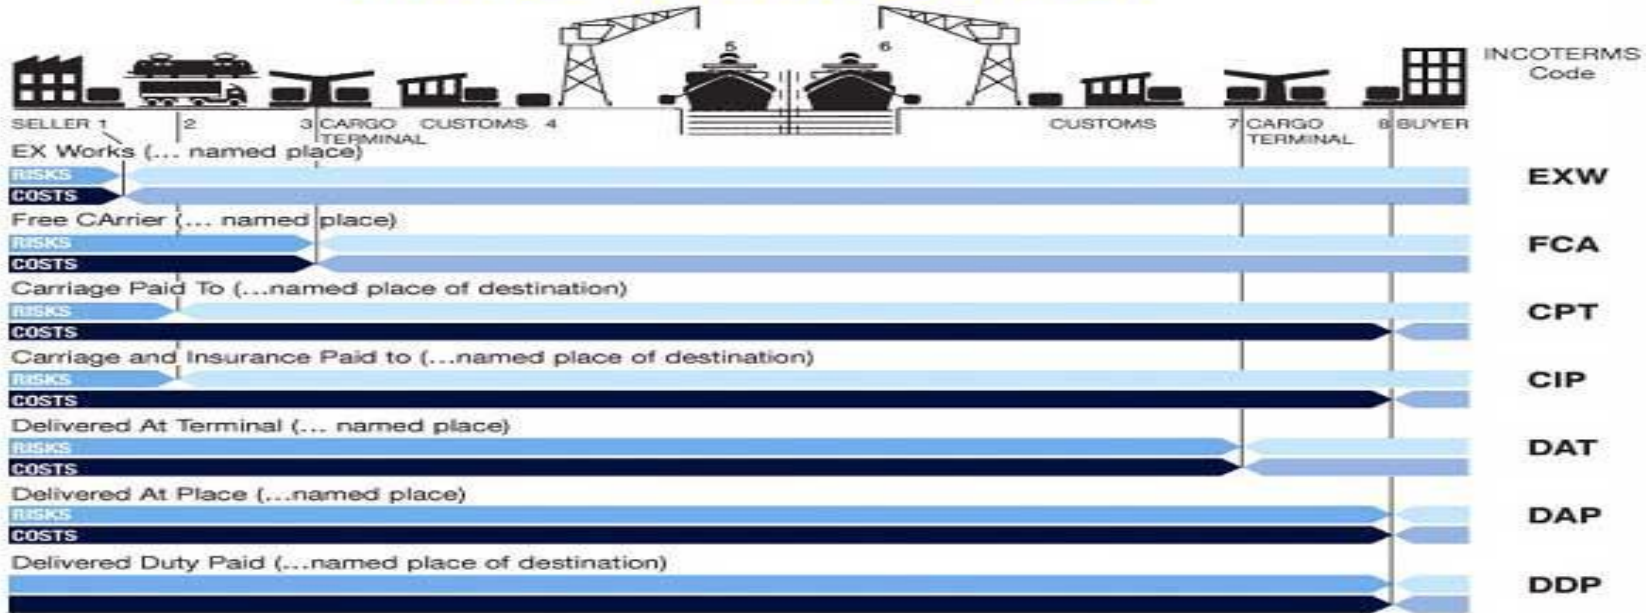 5 6
INCOTERMS
Code
SELLER 1 2 3 CARGO TERMINAL CUSTOMS 4 CUSTOMS 7 CARGO TERMINAL 8 BUYER
EX Works (... named place)
RISKS
COSTS
EXW
Free CArrier (... named place)
RISKS
COSTS
FCA
Carriage Paid To (...named place of destination)
RISKS
COSTS
CPT
Carriage and Insurance Paid to (...named place of destination)
RISKS
COSTS
CIP
Delivered At Terminal (... named place)
RISKS
COSTS
DAT
Delivered At Place (...named place)
RISKS
COSTS
DAP
Delivered Duty Paid (...named place of destination)
DDP